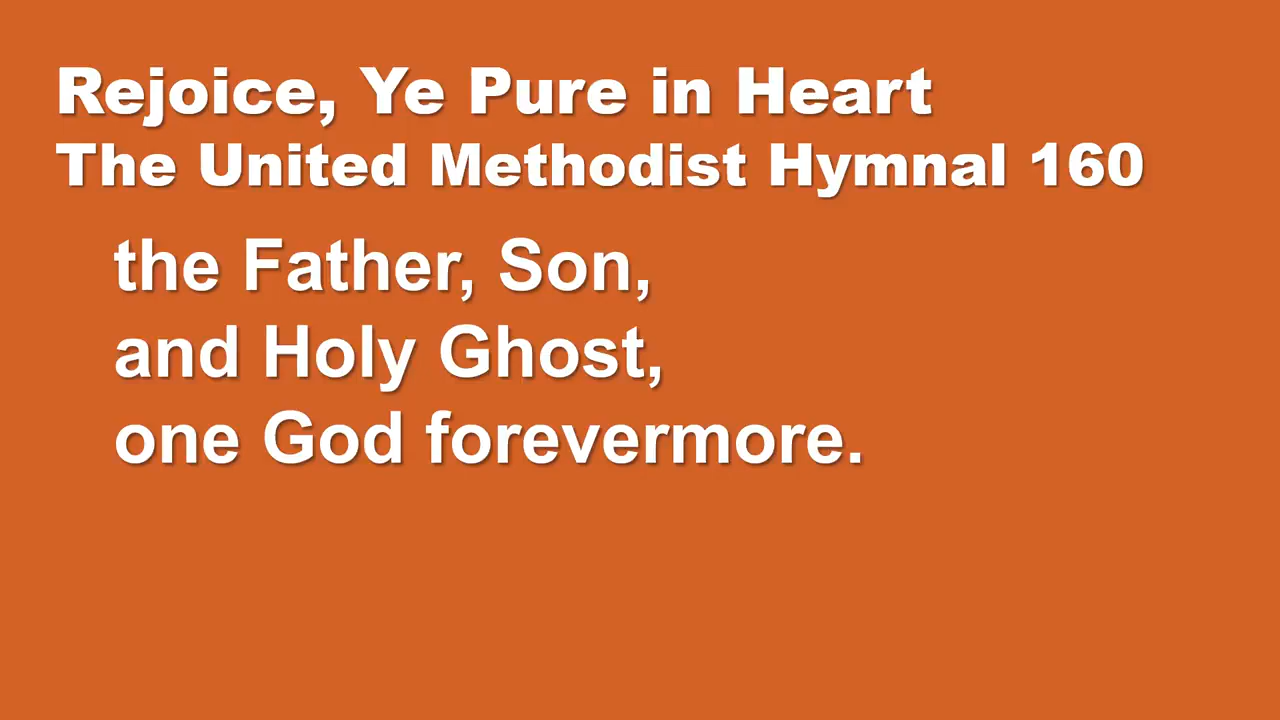 Rejoice, Ye Pure in Heart
The United Methodist Hymnal 160
the Father, Son,
and Holy Ghost,
one God forevermore.